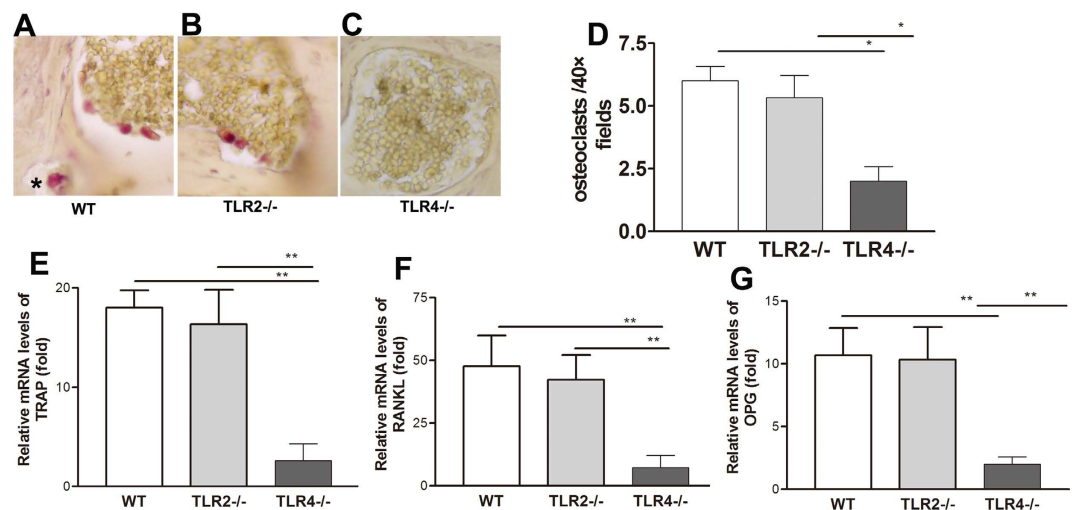 A
B
C
*
WT
TLR2-/-
TLR4-/-
D
osteoclasts /40×
fields
7.5
5.0
2.5
0.0
*
*
WT
TLR2-/-
TLR4-/-
E
Relative mRNA levels of
TRAP (fold)
20
10
0
**
**
WT
TLR2-/-
TLR4-/-
F
Relative mRNA levels of
RANKL (fold)
75
50
25
0
**
**
WT
TLR2-/-
TLR4-/-
G
Relative mRNA levels of
OPG (fold)
15
10
5
0
**
**
WT
TLR2-/-
TLR4-/-